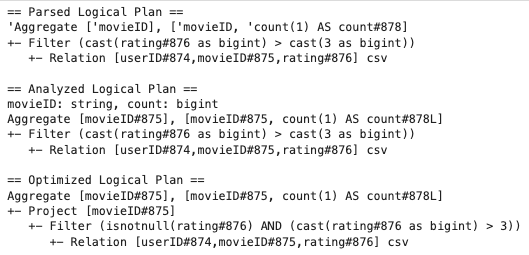 == Parsed Logical Plan ==
'Aggregate ['movieID], ['movieID, 'count(1) AS count#878]
+- Filter (cast(rating#876 as bigint) > cast(3 as bigint))
   +- Relation [userID#874,movieID#875,rating#876] csv

== Analyzed Logical Plan ==
movieID: string, count: bigint
Aggregate [movieID#875], [movieID#875, count(1) AS count#878L]
+- Filter (cast(rating#876 as bigint) > cast(3 as bigint))
   +- Relation [userID#874,movieID#875,rating#876] csv

== Optimized Logical Plan ==
Aggregate [movieID#875], [movieID#875, count(1) AS count#878L]
+- Project [movieID#875]
   +- Filter (isnotnull(rating#876) AND (cast(rating#876 as bigint) > 3))
      +- Relation [userID#874,movieID#875,rating#876] csv